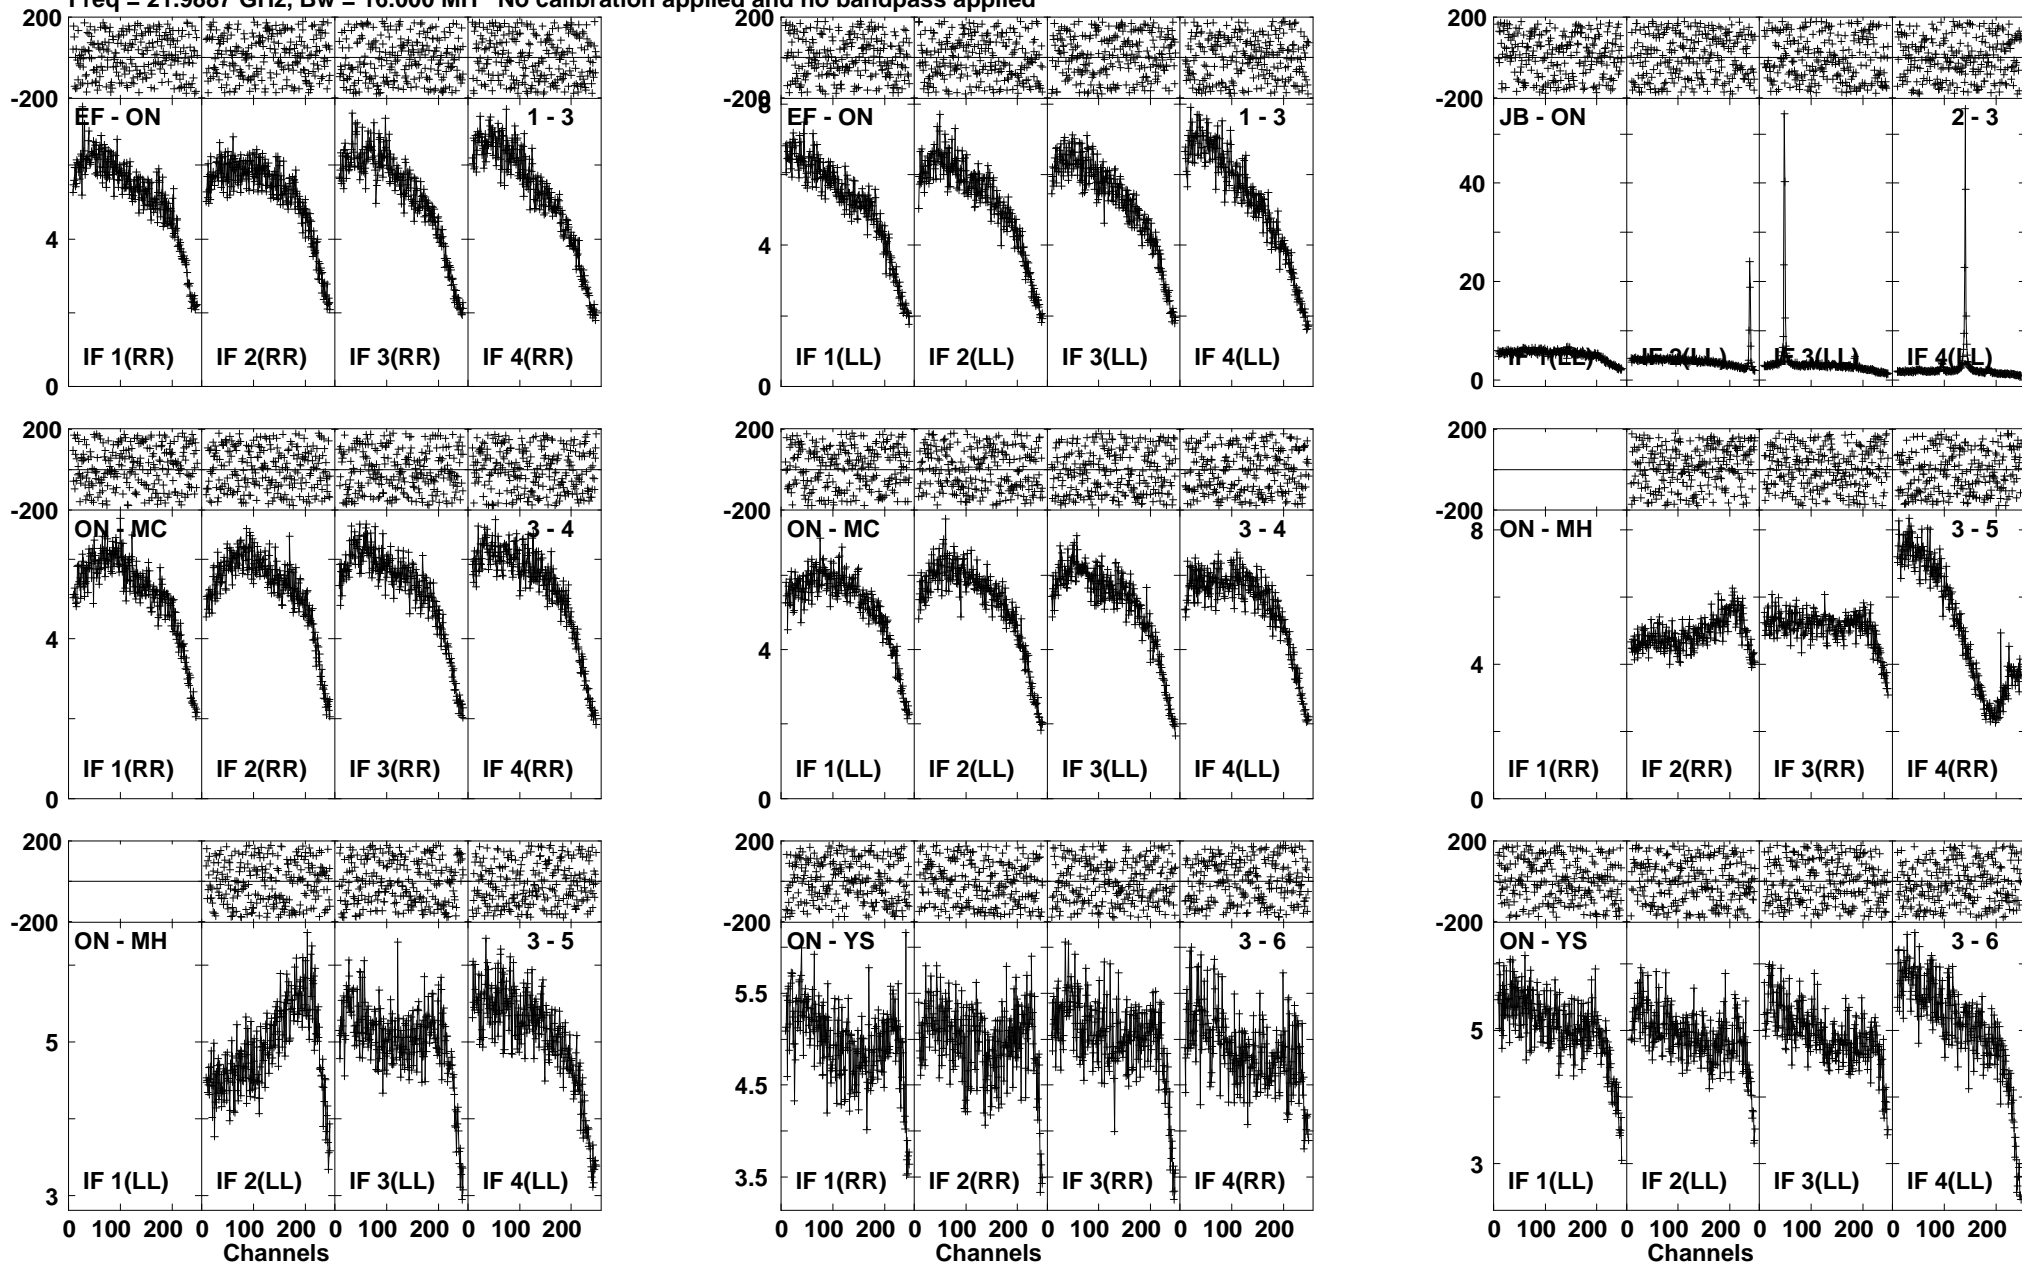 Freq = 21.9887 GHz, Bw = 16.000 MH No calibration applied and no bandpass applied
200
-200
EF - ON 1 - 3
4
0
IF 1(RR) IF 2(RR) IF 3(RR) IF 4(RR)
200
-200
8
EF - ON 1 - 3
4
0
IF 1(LL) IF 2(LL) IF 3(LL) IF 4(LL)
200
-200
JB - ON 2 - 3
40
20
0
IF 1(LL) IF 2(LL) IF 3(LL) IF 4(LL)
200
-200
ON - MC 3 - 4
4
0
IF 1(RR) IF 2(RR) IF 3(RR) IF 4(RR)
200
-200
ON - MC 3 - 4
4
0
IF 1(LL) IF 2(LL) IF 3(LL) IF 4(LL)
200
-200
8
ON - MH 3 - 5
4
0
IF 1(RR) IF 2(RR) IF 3(RR) IF 4(RR)
200
-200
ON - MH 3 - 5
5
3
IF 1(LL) IF 2(LL) IF 3(LL) IF 4(LL)
0 100 200 0 100 200 0 100 200 0 100 200
Channels
200
-200
ON - YS 3 - 6
5.5
4.5
3.5
IF 1(RR) IF 2(RR) IF 3(RR) IF 4(RR)
0 100 200 0 100 200 0 100 200 0 100 200
Channels
200
-200
ON - YS 3 - 6
5
3
IF 1(LL) IF 2(LL) IF 3(LL) IF 4(LL)
0 100 200 0 100 200 0 100 200 0 100 200
Channels